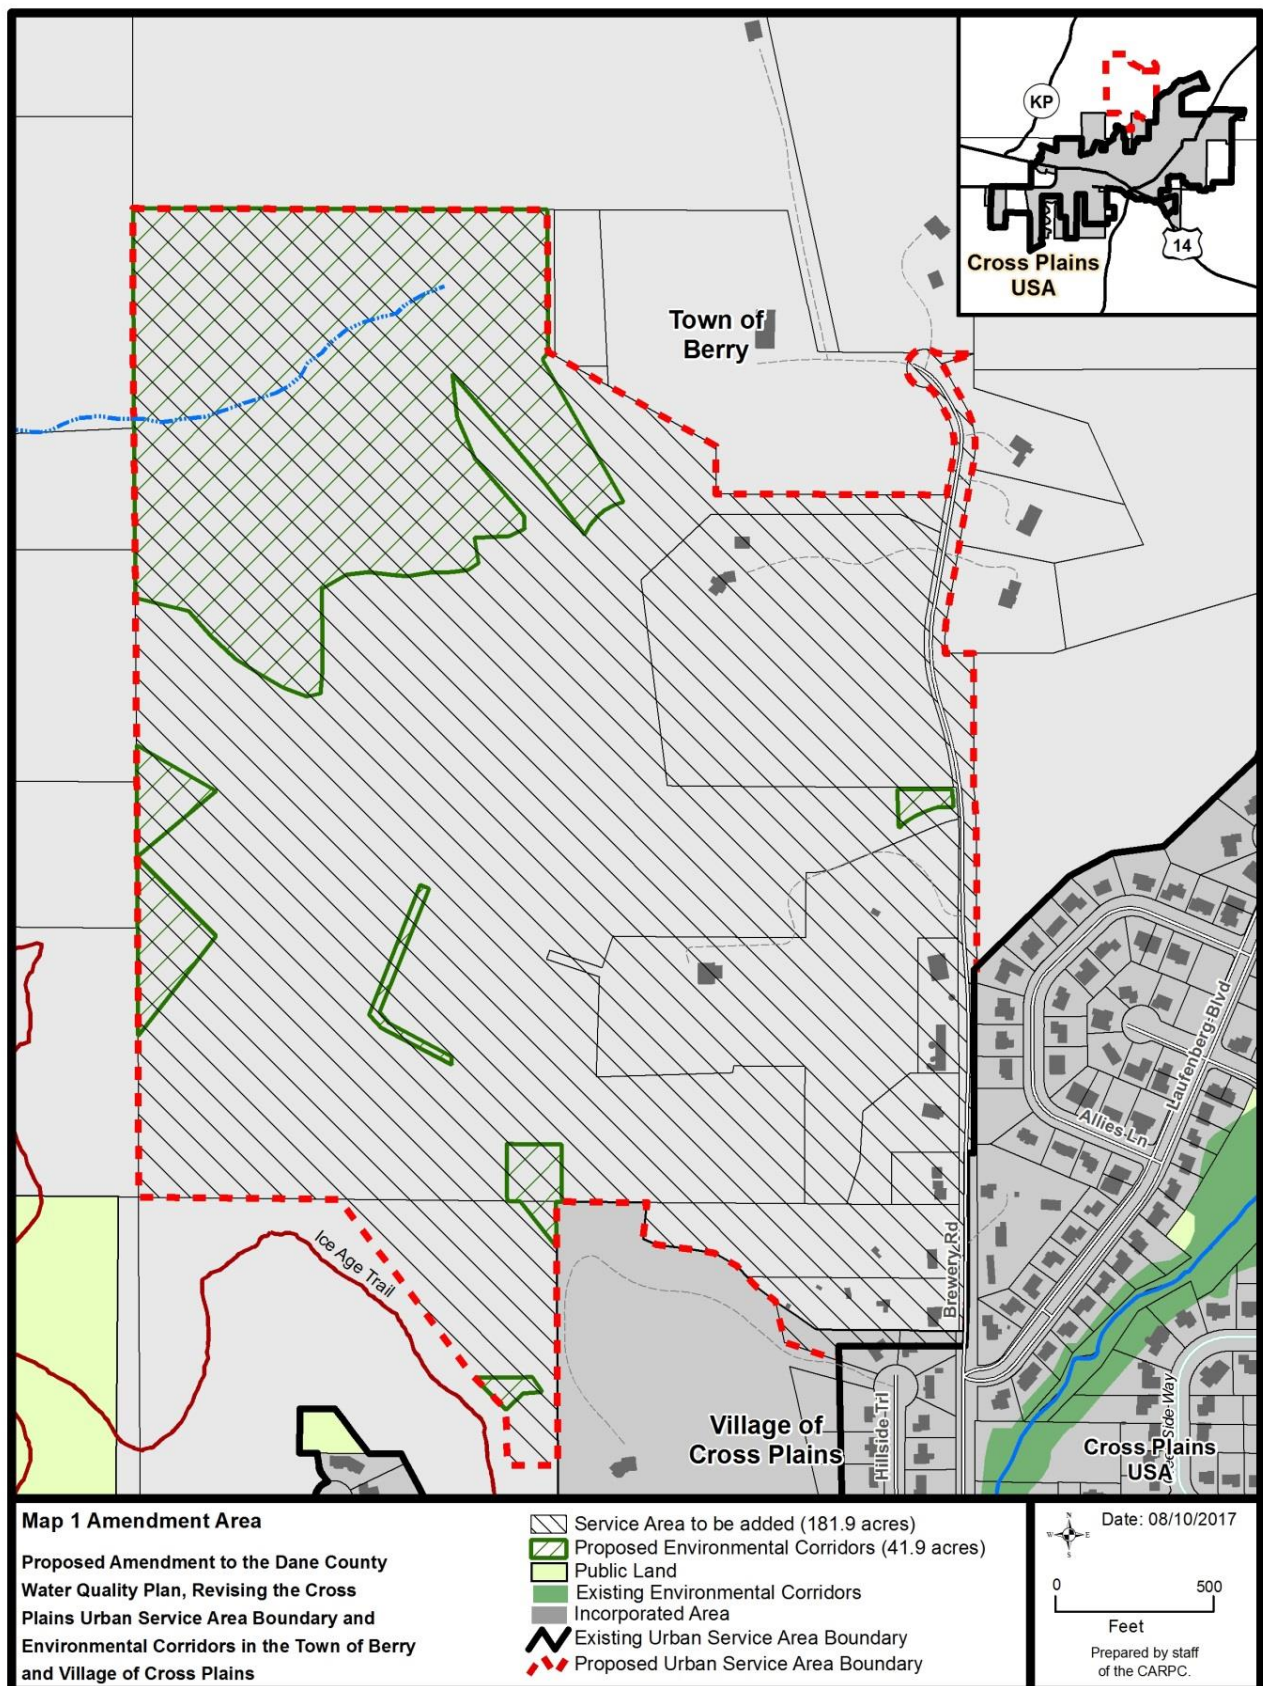 KP
14
Cross Plains
USA
Town of
Berry
Laufenberg Blvd
Allies Ln
Ice Age Trail
Brewery Rd
Village of
Cross Plains
Hillside Trl
Cross Plains
USA
side Way
Map 1 Amendment Area
Proposed Amendment to the Dane County
Water Quality Plan, Revising the Cross
Plains Urban Service Area Boundary and
Environmental Corridors in the Town of Berry
and Village of Cross Plains
Service Area to be added (181.9 acres)
Proposed Environmental Corridors (41.9 acres)
Public Land
Existing Environmental Corridors
Incorporated Area
Existing Urban Service Area Boundary
Proposed Urban Service Area Boundary
N
W E
S
Date: 08/10/2017
0 500
Feet
Prepared by staff
of the CARPC.